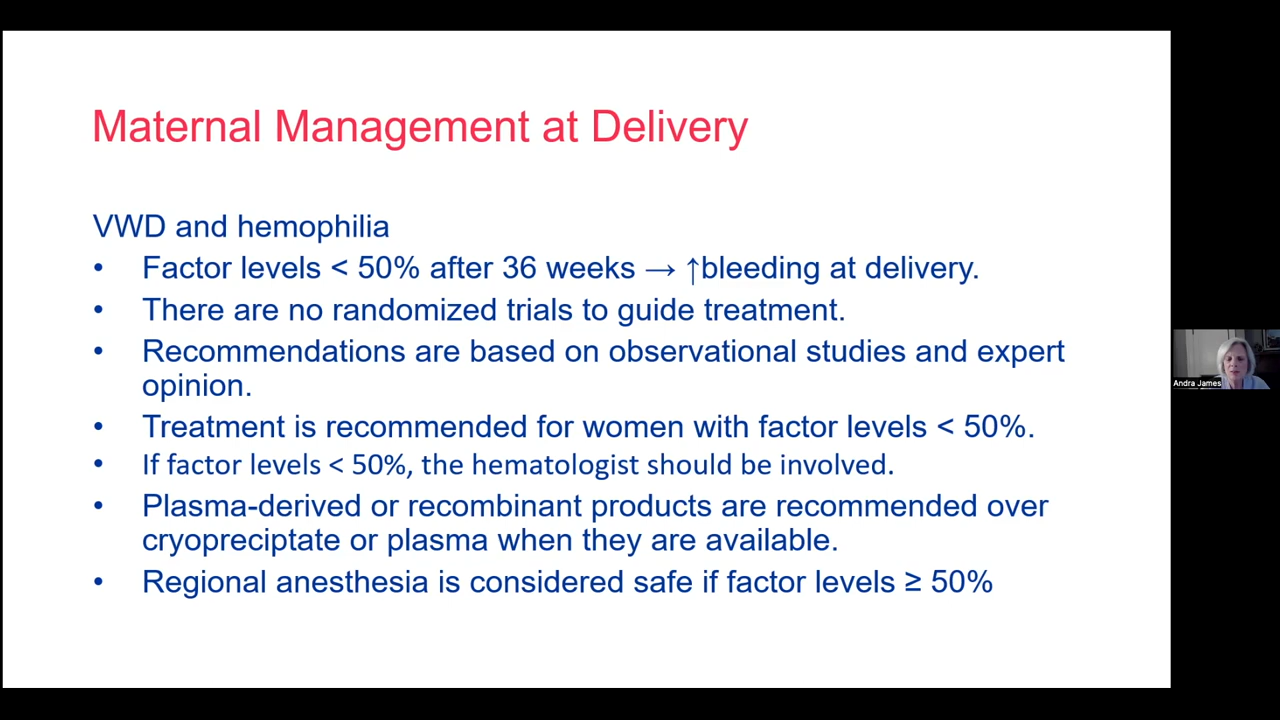 Maternal Management at Delivery
VWD and hemophilia
• Factor levels < 50% after 36 weeks → ↑bleeding at delivery.
• There are no randomized trials to guide treatment.
• Recommendations are based on observational studies and expert
opinion.
• Treatment is recommended for women with factor levels < 50%.
• If factor levels < 50%, the hematologist should be involved.
• Plasma-derived or recombinant products are recommended over
cryopreciptate or plasma when they are available.
• Regional anesthesia is considered safe if factor levels ≥ 50%
Andra James